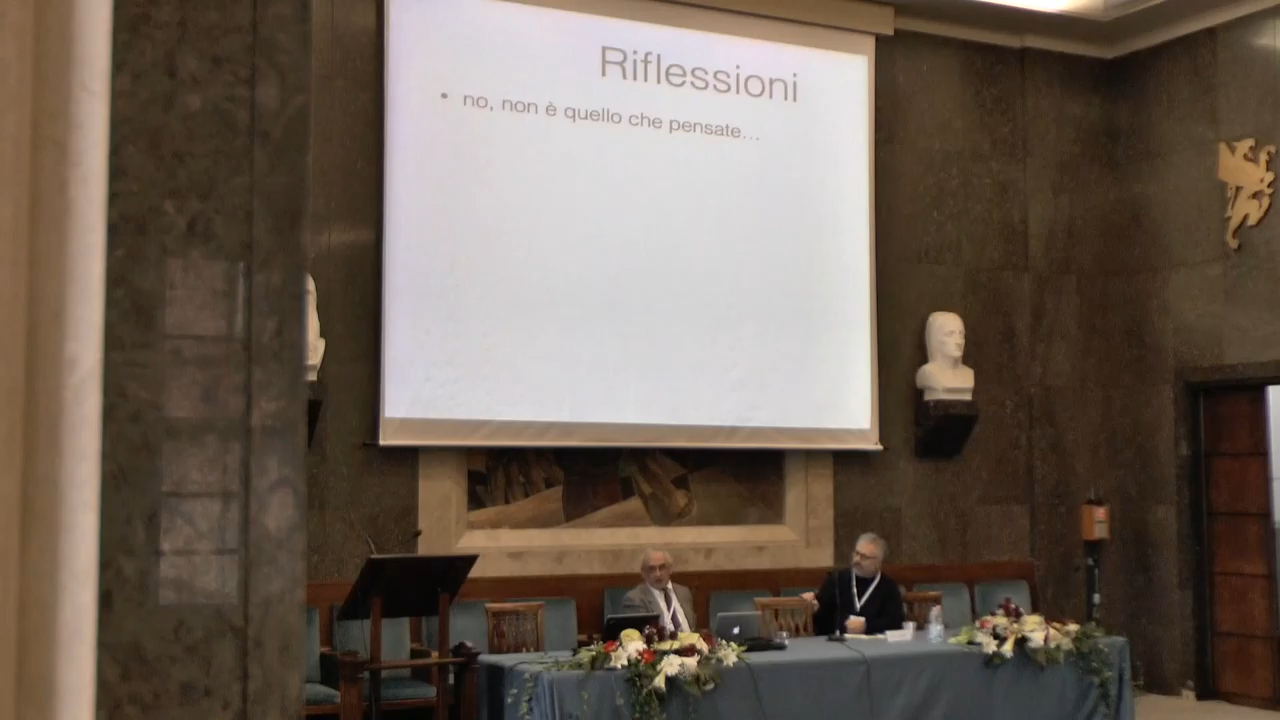 Riflessioni
• no, non è quello che pensate...